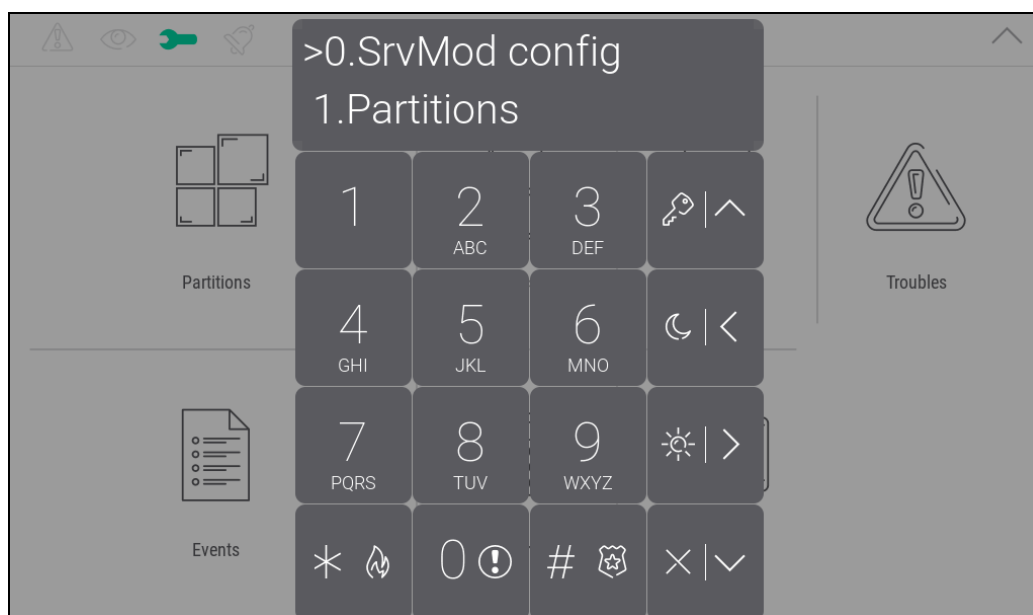 >0.SrvMod config
1.Partitions
1
2
ABC
3
DEF
Partitions
Troubles
4
GHI
5
JKL
6
MNO
7
PQRS
8
TUV
9
WXYZ
Events
*
0
#